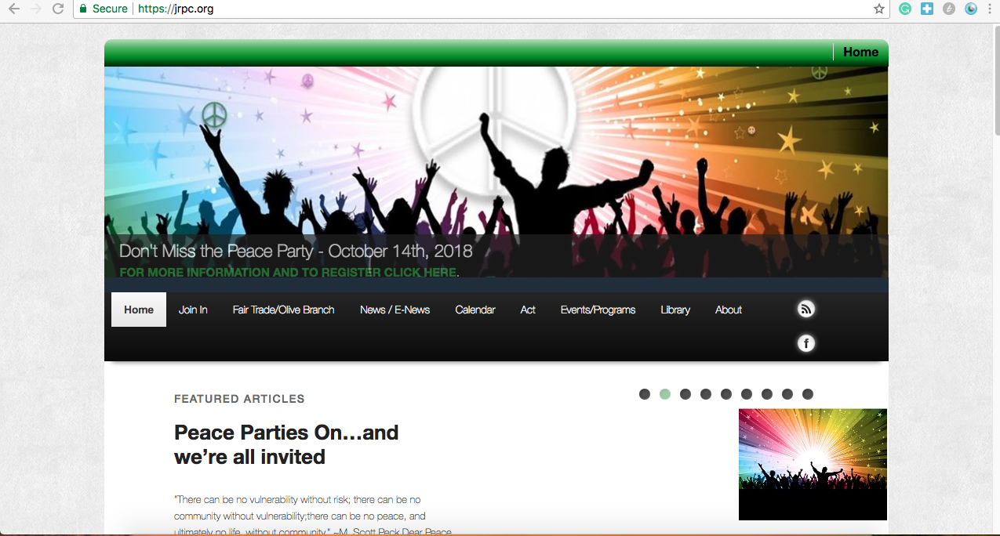 Secure https://jrpc.org
Home
Don't Miss the Peace Party - October 14th, 2018
FOR MORE INFORMATION AND TO REGISTER CLICK HERE.
Home Join In Fair Trade/Olive Branch News / E-News Calendar Act Events/Programs Library About
f
FEATURED ARTICLES
Peace Parties On…and
we’re all invited
"There can be no vulnerability without risk; there can be no
community without vulnerability;there can be no peace, and
ultimately no life, without community." ~M. Scott Peck Dear Peace